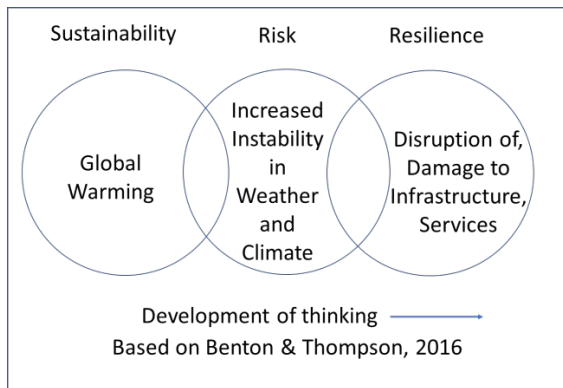 Sustainability
Risk
Resilience
Global
Warming
Increased
Instability
in
Weather
and
Climate
Disruption of,
Damage to
Infrastructure,
Services
Development of thinking
Based on Benton & Thompson, 2016